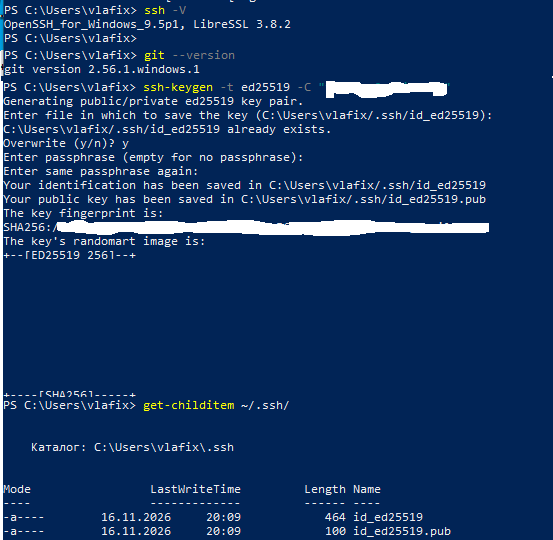 PS C:\Users\vlafix> ssh -V
OpenSSH_for_Windows_9.5p1, LibreSSL 3.8.2
PS C:\Users\vlafix>
PS C:\Users\vlafix> git --version
git version 2.56.1.windows.1
PS C:\Users\vlafix> ssh-keygen -t ed25519 -C "
Generating public/private ed25519 key pair.
Enter file in which to save the key (C:\Users\vlafix/.ssh/id_ed25519):
C:\Users\vlafix/.ssh/id_ed25519 already exists.
Overwrite (y/n)? y
Enter passphrase (empty for no passphrase):
Enter same passphrase again:
Your identification has been saved in C:\Users\vlafix/.ssh/id_ed25519
Your public key has been saved in C:\Users\vlafix/.ssh/id_ed25519.pub
The key fingerprint is:
SHA256:/
The key's randomart image is:
+--[ED25519 256]--+
+----[SHA256]-----+
PS C:\Users\vlafix> get-childitem ~/.ssh/
Каталог: C:\Users\vlafix\.ssh
Mode LastWriteTime Length Name
---- ------------- ------ ----
-a---- 16.11.2026 20:09 464 id_ed25519
-a---- 16.11.2026 20:09 100 id_ed25519.pub